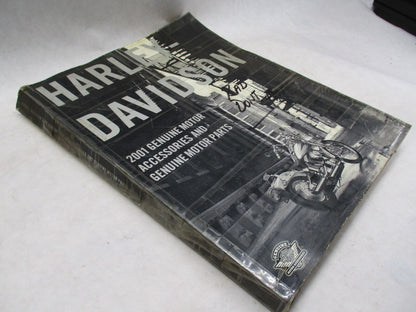 HARLEY
DAVIDSON
2001 GENUINE MOTOR
ACCESSORIES AND
GENUINE MOTOR PARTS